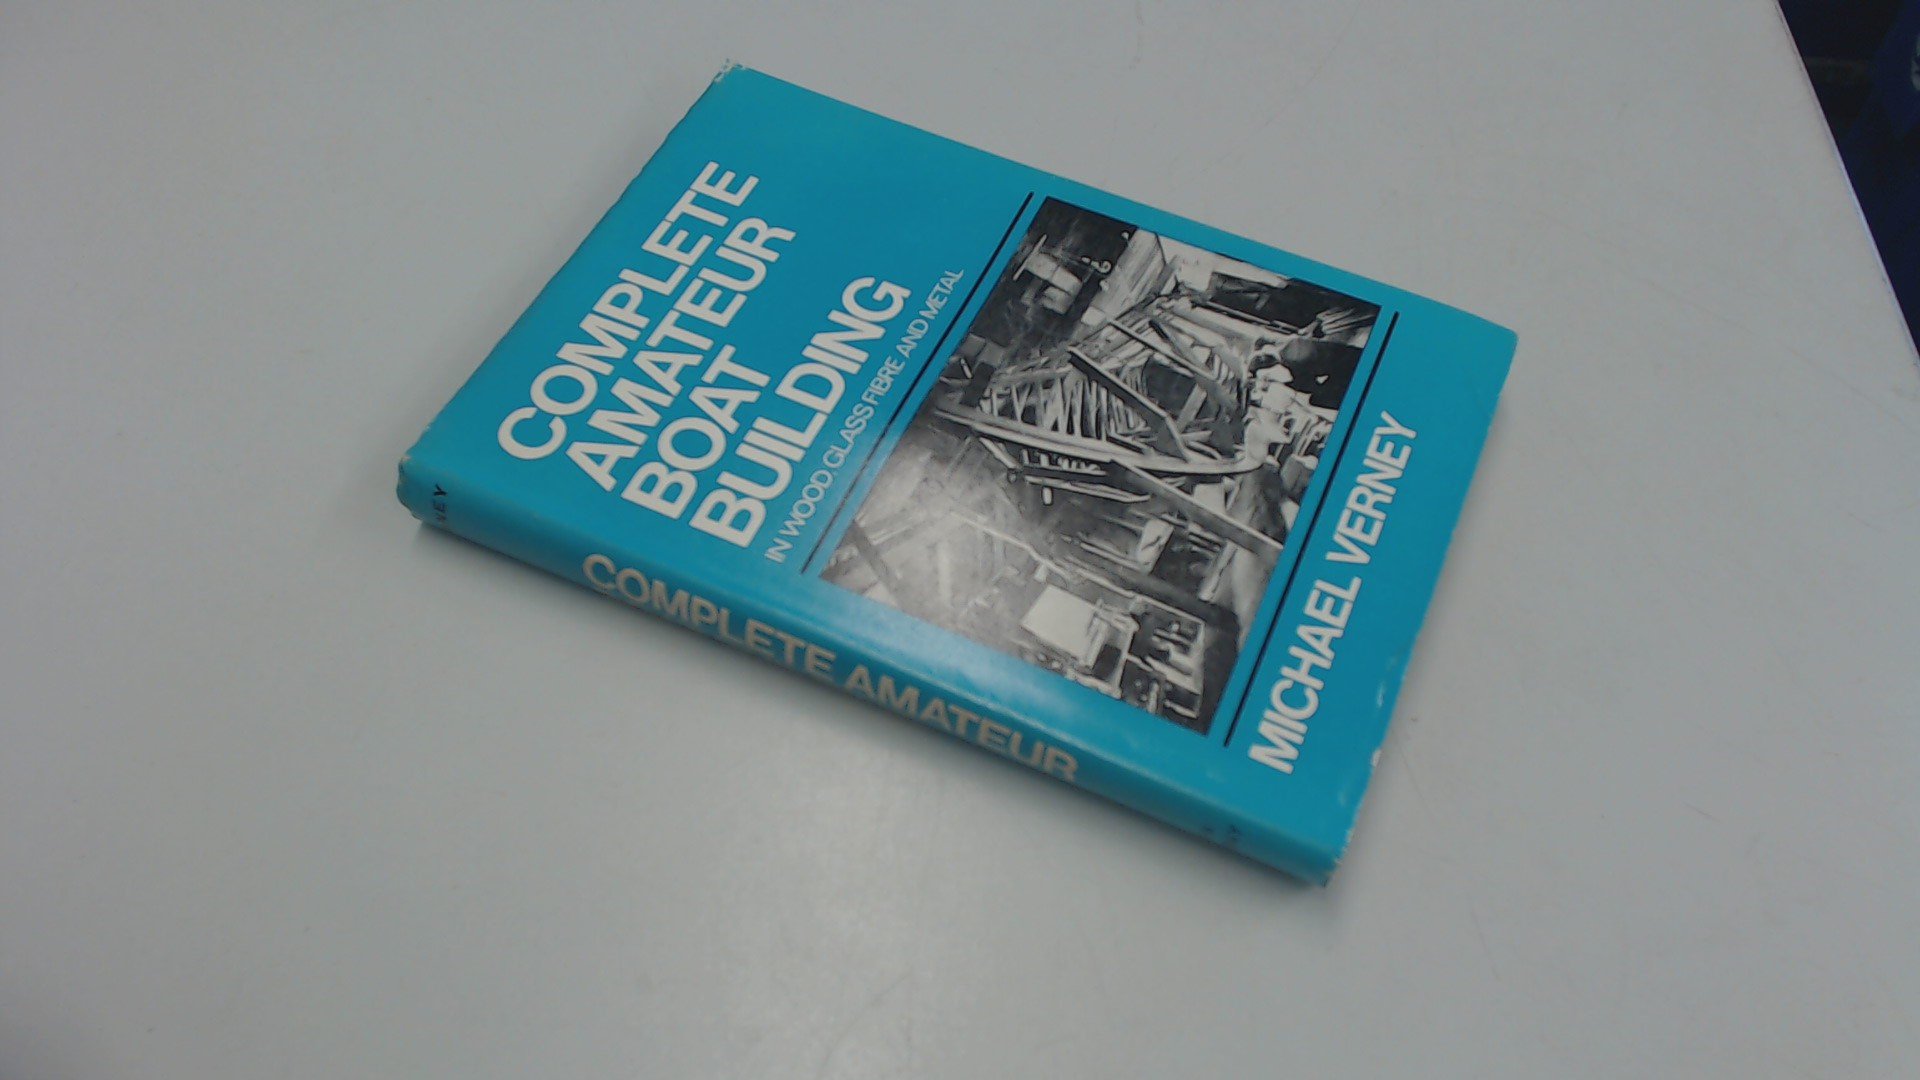 COMPLETE
AMATEUR
BOAT
BUILDING
IN WOOD, GLASS FIBRE AND METAL
MICHAEL VERNEY
COMPLETE AMATEUR